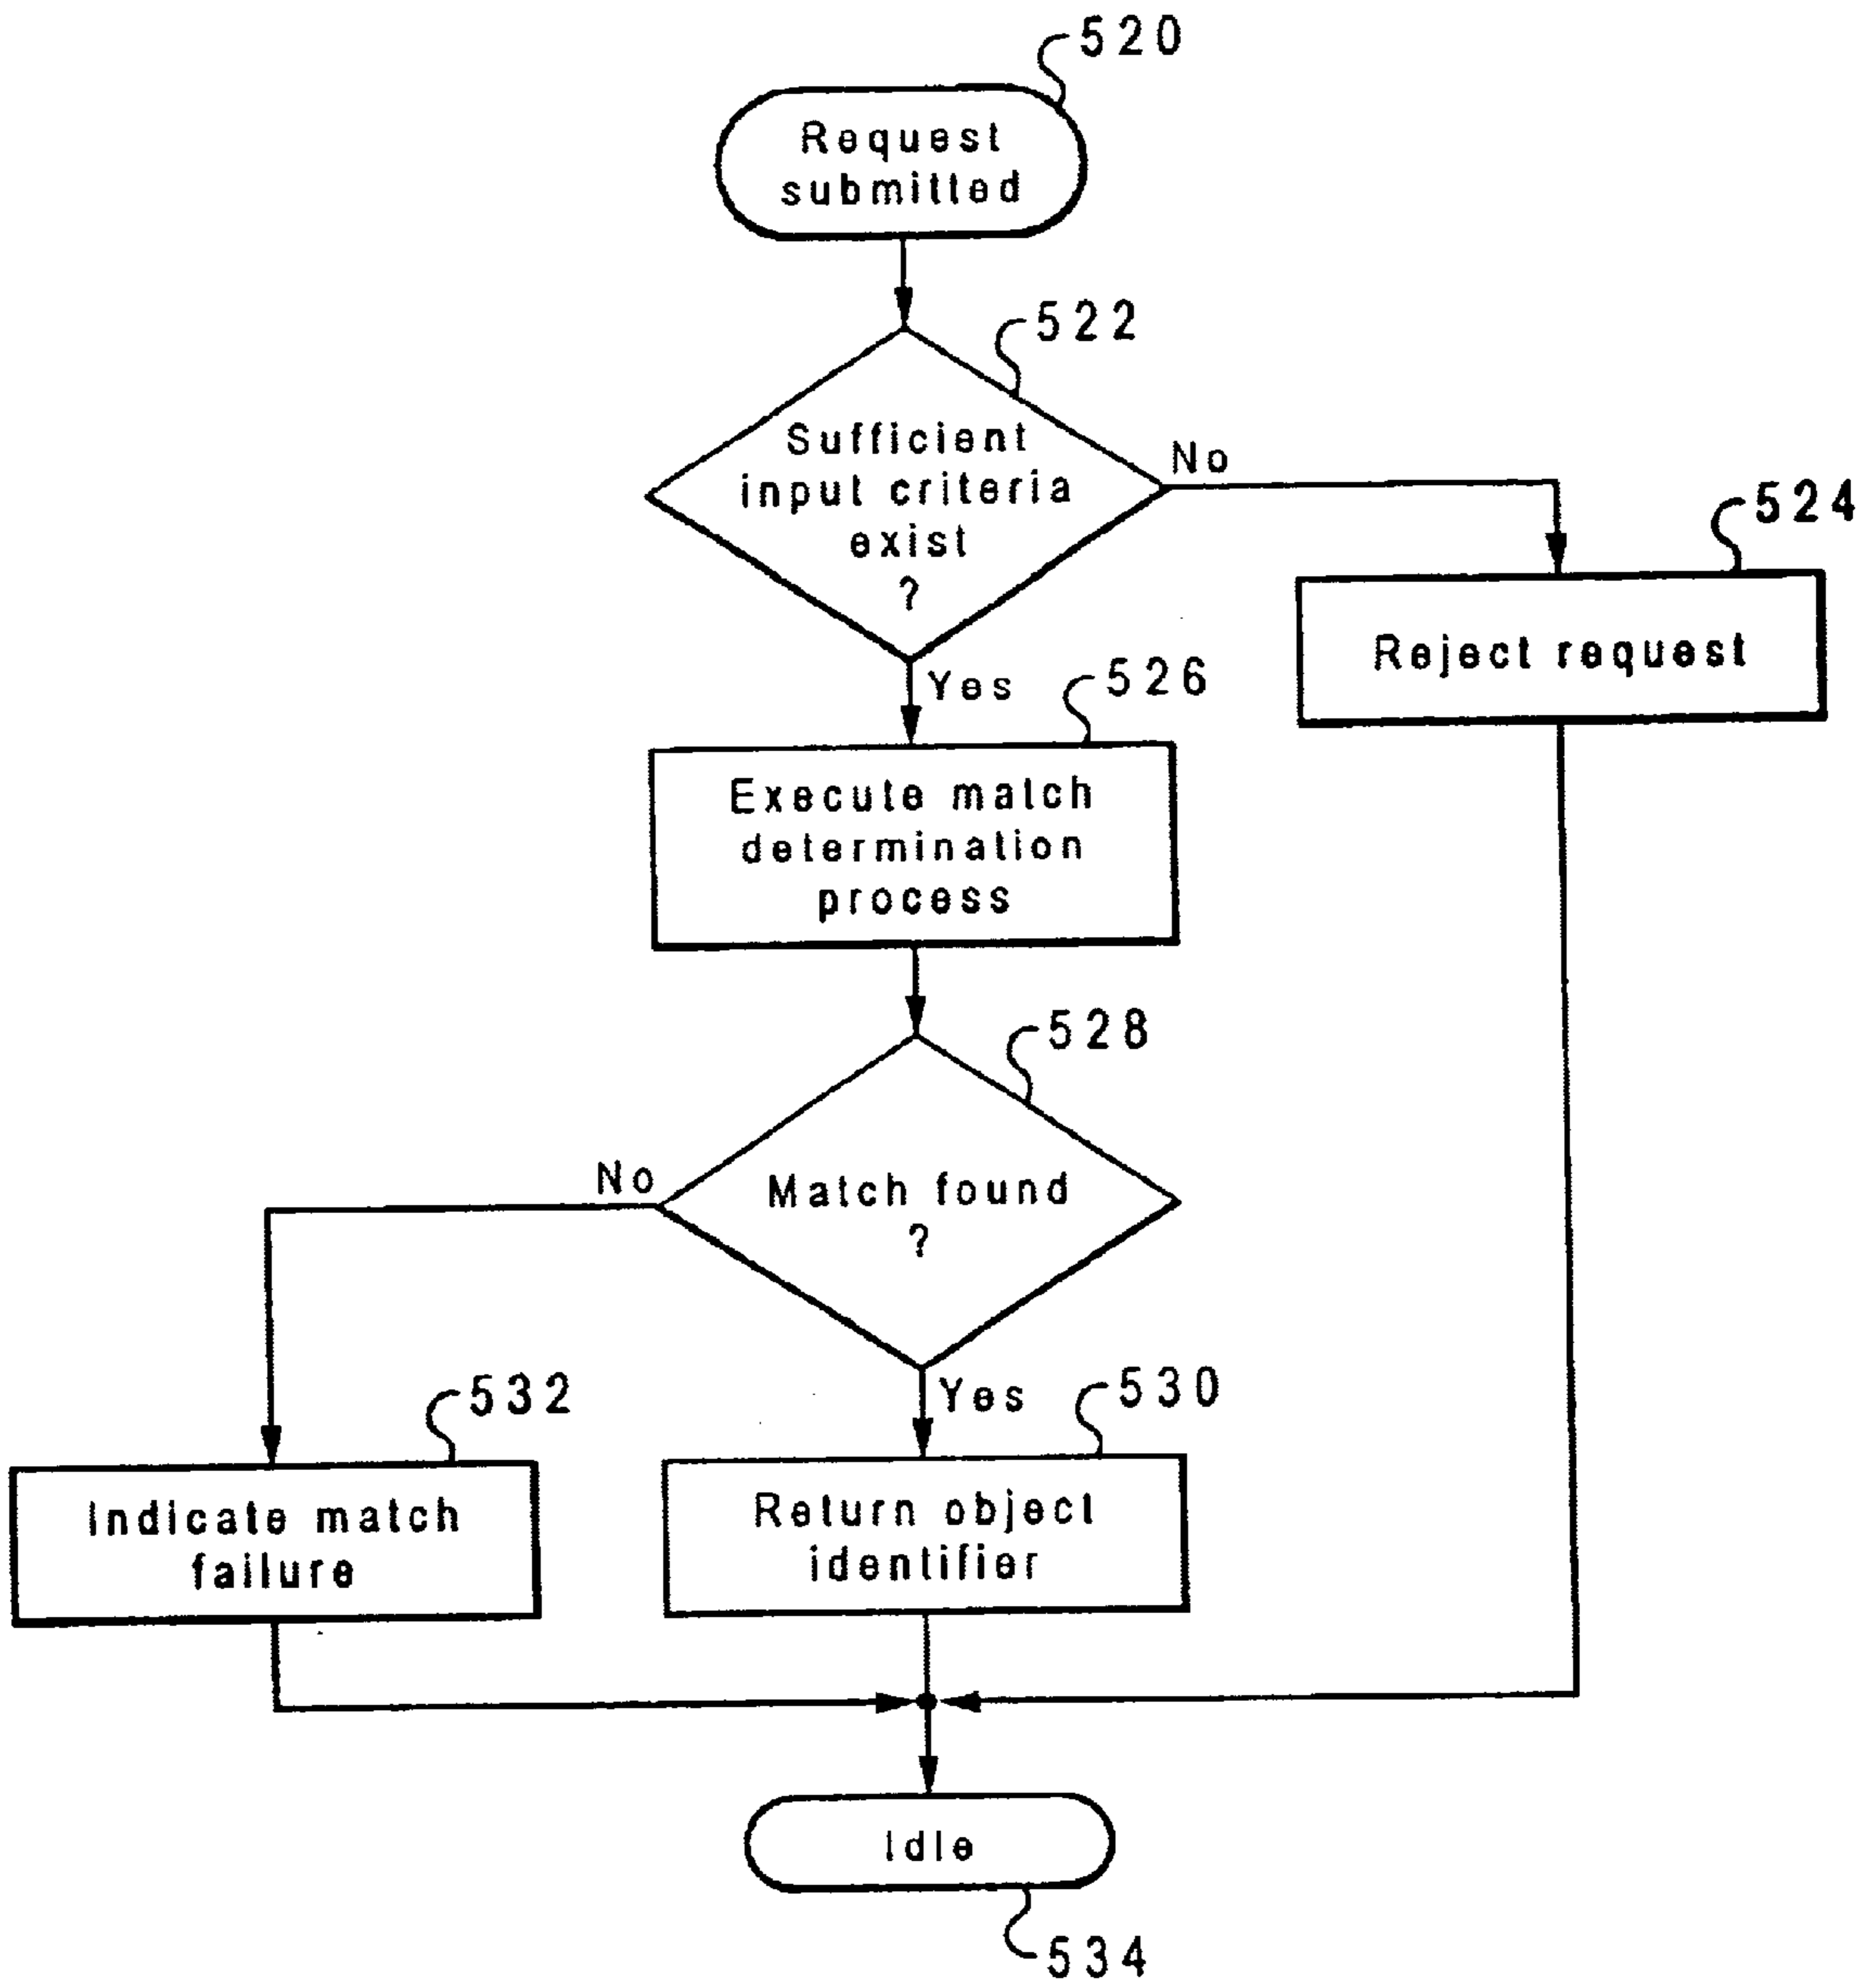 520
Request
submitted
522
Sufficient
input criteria
exist
?
No
524
Reject request
Yes
526
Execute match
determination
process
528
Match found
?
No
Yes
530
532
Indicate match
failure
Return object
identifier
Idle
534